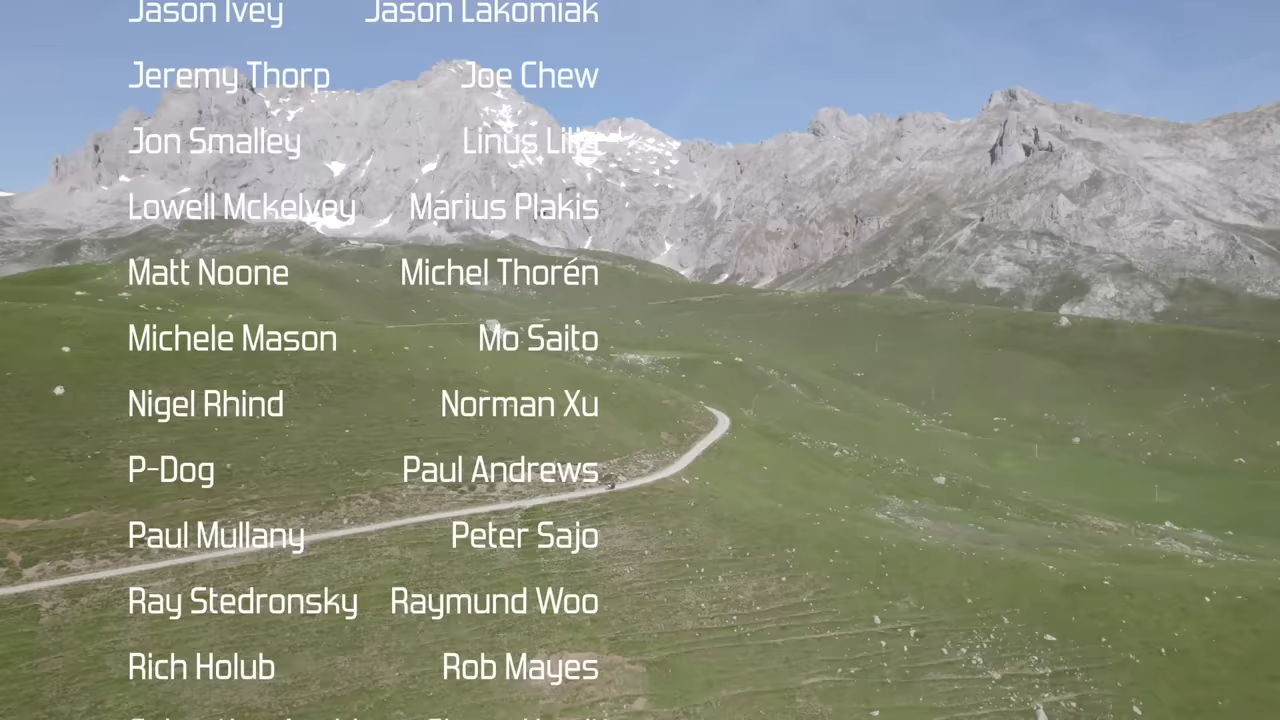 Jason Ivey Jason Lakomiak
Jeremy Thorp Joe Chew
Jon Smalley Linus
Lowell Mckelvey Marius Plakis
Matt Noone Michel Thorén
Michele Mason Mo Saito
Nigel Rhind Norman Xu
P-Dog Paul Andrews
Paul Mullany Peter Sajo
Ray Stedronsky Raymund Woo
Rich Holub Rob Mayes